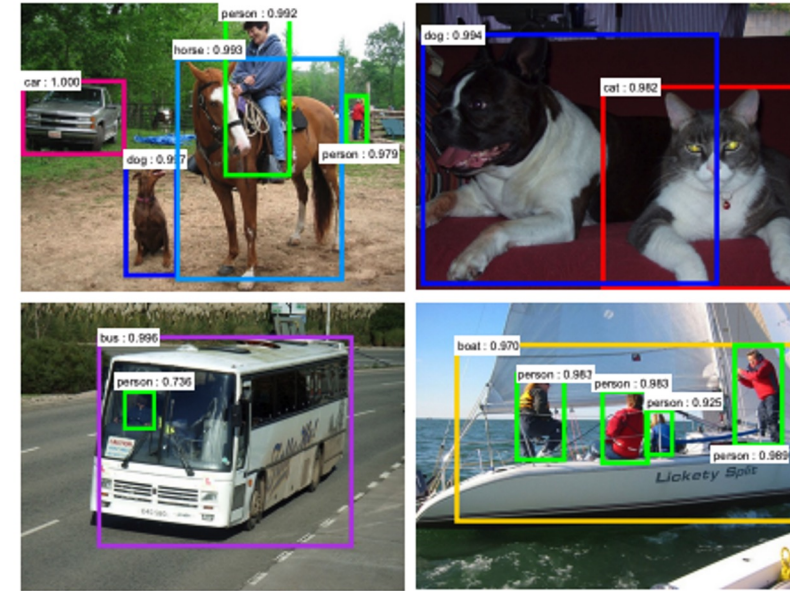 person : 0.992
horse : 0.993
car : 1.000
dog : 0.997
person : 0.979
dog : 0.994
cat : 0.982
bus : 0.996
person : 0.736
boat : 0.970
person : 0.983
person : 0.983
person : 0.925
person : 0.989
Lickety Split